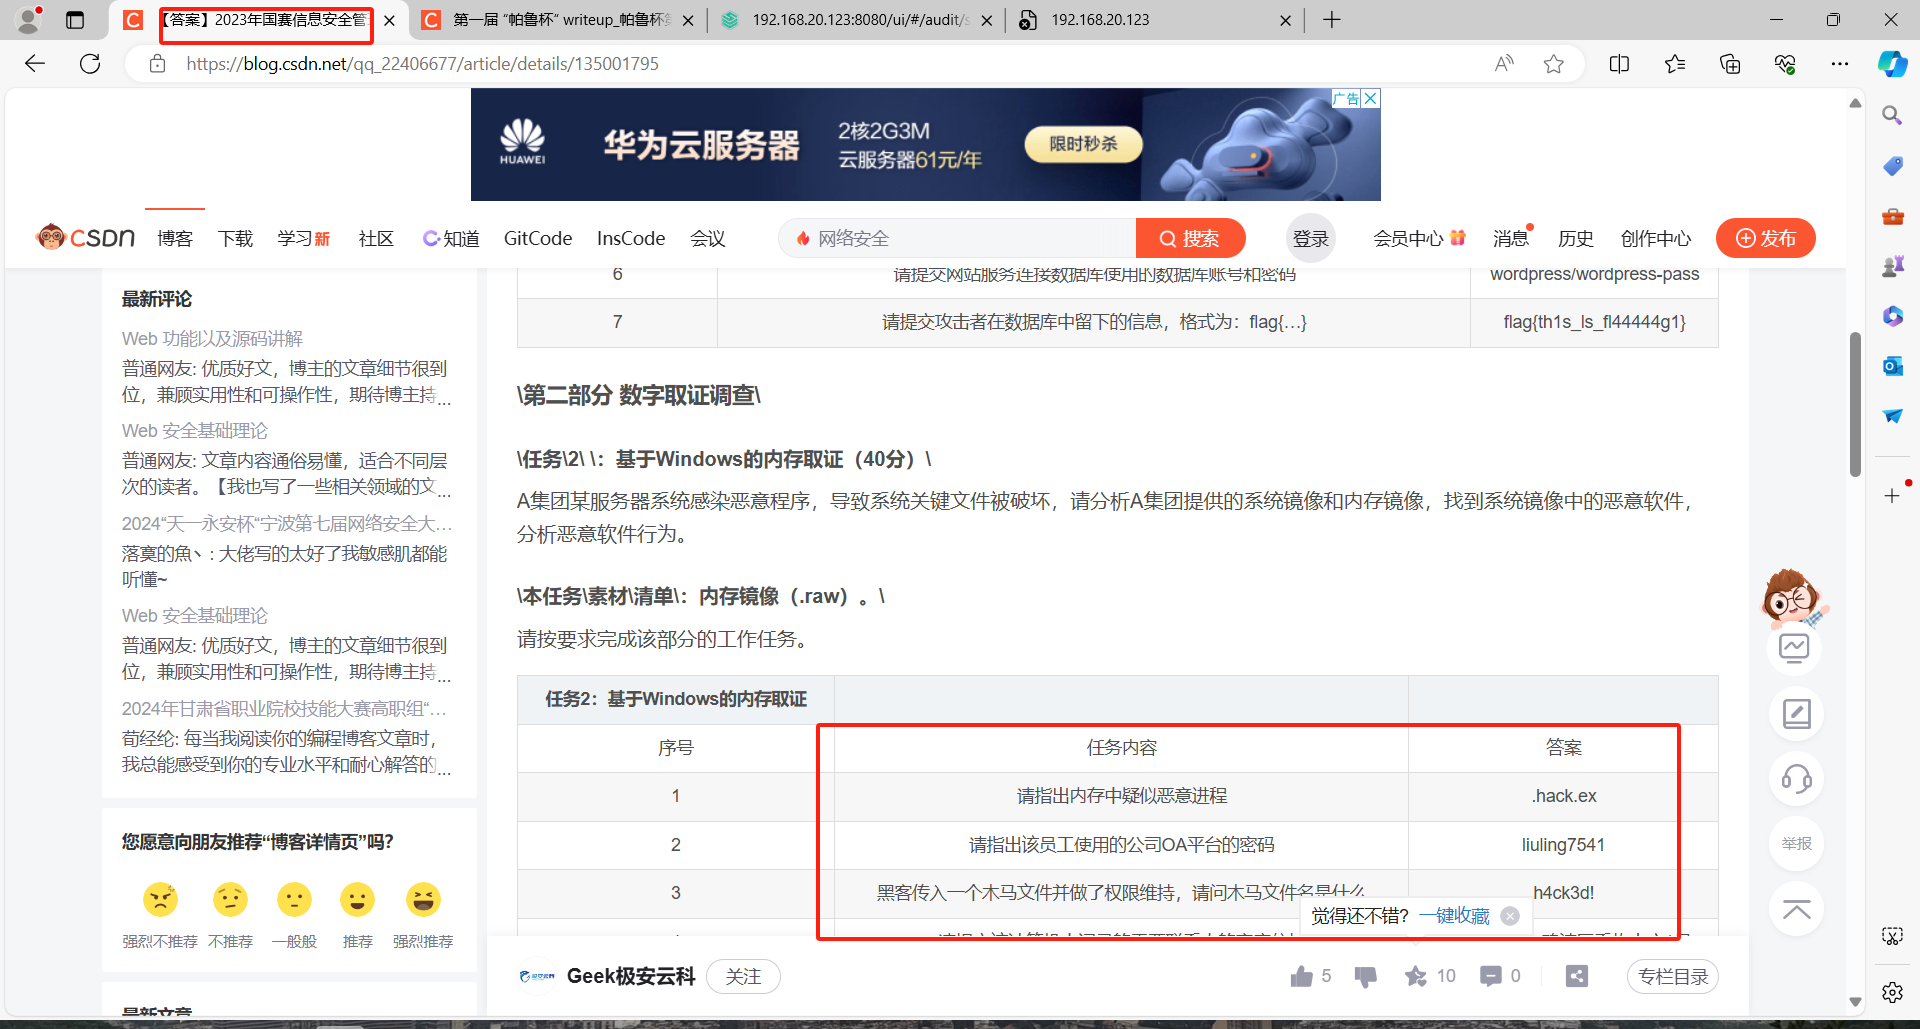 【答案】2023年国赛信息安全管
第一届 “帕鲁杯” writeup_帕鲁杯第
192.168.20.123:8080/ui/#/audit/s
192.168.20.123
https://blog.csdn.net/qq_22406677/article/details/135001795
广告
HUAWEI
华为云服务器
2核2G3M
云服务器61元/年
限时秒杀
CSDN
博客
下载
学习新
社区
C知道
GitCode
InsCode
会议
网络安全
搜索
登录
会员中心
消息
历史
创作中心
发布
最新评论
Web 功能以及源码讲解
普通网友: 优质好文，博主的文章细节很到
位，兼顾实用性和可操作性，期待博主持...
Web 安全基础理论
普通网友: 文章内容通俗易懂，适合不同层
次的读者。【我也写了一些相关领域的文...
2024“天一永安杯“宁波第七届网络安全大...
落寞的魚丶: 大佬写的太好了我敏感肌都能
听懂~
Web 安全基础理论
普通网友: 优质好文，博主的文章细节很到
位，兼顾实用性和可操作性，期待博主持...
2024年甘肃省职业院校技能大赛高职组“...
荀经纶: 每当我阅读你的编程博客文章时，
我总能感受到你的专业水平和耐心解答的...
您愿意向朋友推荐“博客详情页”吗？
强烈不推荐 不推荐 一般般 推荐 强烈推荐
最新文章
6 请提交网站服务连接数据库使用的数据库账号和密码 wordpress/wordpress-pass
7 请提交攻击者在数据库中留下的信息，格式为：flag{...} flag{th1s_ls_fl44444g1}
\第二部分 数字取证调查\
\任务\2\ \：基于Windows的内存取证（40分）\
A集团某服务器系统感染恶意程序，导致系统关键文件被破坏，请分析A集团提供的系统镜像和内存镜像，找到系统镜像中的恶意软件，
分析恶意软件行为。
\本任务\素材\清单\：内存镜像（.raw）。\
请按要求完成该部分的工作任务。
任务2：基于Windows的内存取证
序号 任务内容 答案
1 请指出内存中疑似恶意进程 .hack.ex
2 请指出该员工使用的公司OA平台的密码 liuling7541
3 黑客传入一个木马文件并做了权限维持，请问木马文件名是什么 h4ck3d!
觉得还不错? 一键收藏
Geek极安云科
关注
5
10
0
专栏目录
举报